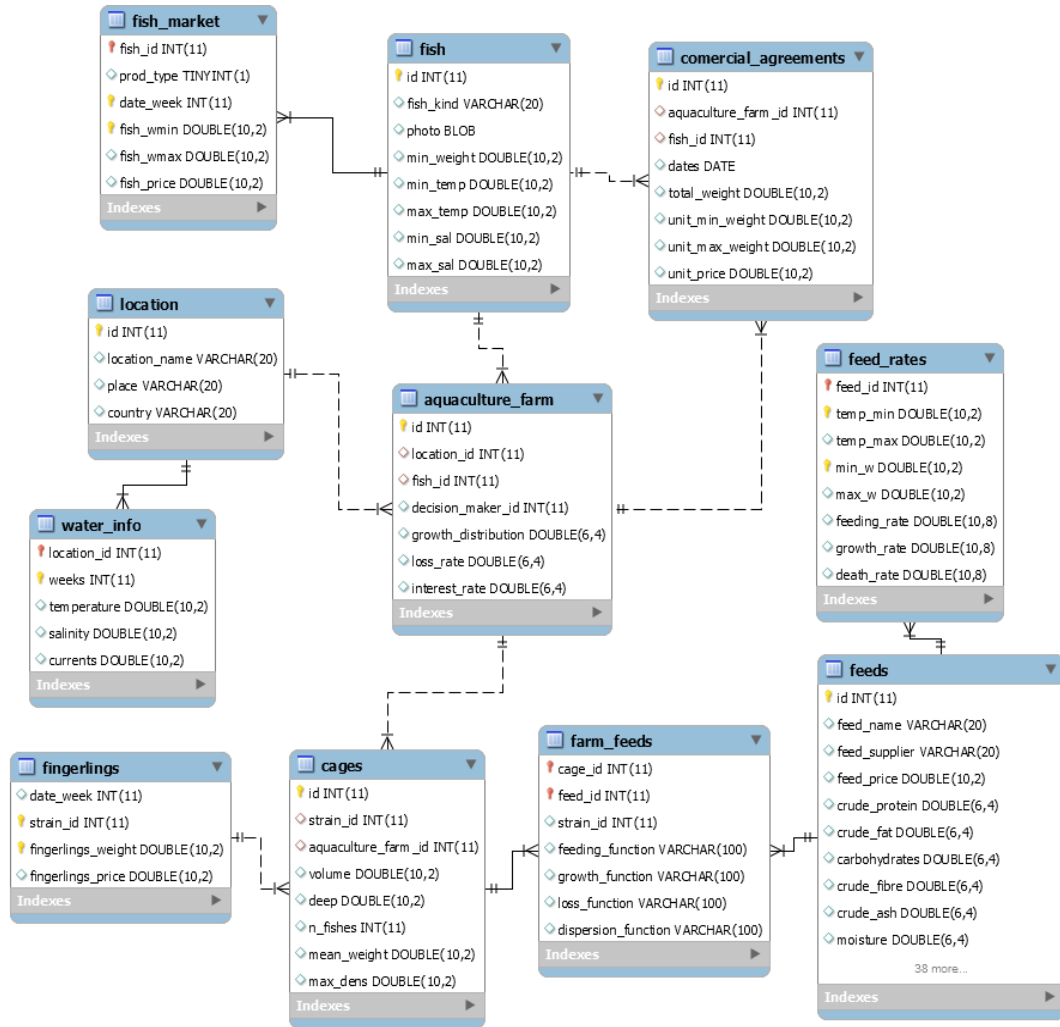 fish_market
fish_id INT(11)
prod_type TINYINT(1)
date_week INT(11)
fish_wmin DOUBLE(10,2)
fish_wmax DOUBLE(10,2)
fish_price DOUBLE(10,2)
Indexes
fish
id INT(11)
fish_kind VARCHAR(20)
photo BLOB
min_weight DOUBLE(10,2)
min_temp DOUBLE(10,2)
max_temp DOUBLE(10,2)
min_sal DOUBLE(10,2)
max_sal DOUBLE(10,2)
Indexes
comercial_agreements
id INT(11)
aquaculture_farm_id INT(11)
fish_id INT(11)
dates DATE
total_weight DOUBLE(10,2)
unit_min_weight DOUBLE(10,2)
unit_max_weight DOUBLE(10,2)
unit_price DOUBLE(10,2)
Indexes
location
id INT(11)
location_name VARCHAR(20)
place VARCHAR(20)
country VARCHAR(20)
Indexes
aquaculture_farm
id INT(11)
location_id INT(11)
fish_id INT(11)
decision_maker_id INT(11)
growth_distribution DOUBLE(6,4)
loss_rate DOUBLE(6,4)
interest_rate DOUBLE(6,4)
Indexes
feed_rates
feed_id INT(11)
temp_min DOUBLE(10,2)
temp_max DOUBLE(10,2)
min_w DOUBLE(10,2)
max_w DOUBLE(10,2)
feeding_rate DOUBLE(10,8)
growth_rate DOUBLE(10,8)
death_rate DOUBLE(10,8)
Indexes
water_info
location_id INT(11)
weeks INT(11)
temperature DOUBLE(10,2)
salinity DOUBLE(10,2)
currents DOUBLE(10,2)
Indexes
feeds
id INT(11)
feed_name VARCHAR(20)
feed_supplier VARCHAR(20)
feed_price DOUBLE(10,2)
crude_protein DOUBLE(6,4)
crude_fat DOUBLE(6,4)
carbohydrates DOUBLE(6,4)
crude_fibre DOUBLE(6,4)
crude_ash DOUBLE(6,4)
moisture DOUBLE(6,4)
38 more...
Indexes
fingerlings
date_week INT(11)
strain_id INT(11)
fingerlings_weight DOUBLE(10,2)
fingerlings_price DOUBLE(10,2)
Indexes
cages
id INT(11)
strain_id INT(11)
aquaculture_farm_id INT(11)
volume DOUBLE(10,2)
deep DOUBLE(10,2)
n_fishes INT(11)
mean_weight DOUBLE(10,2)
max_dens DOUBLE(10,2)
Indexes
farm_feeds
cage_id INT(11)
feed_id INT(11)
strain_id INT(11)
feeding_function VARCHAR(100)
growth_function VARCHAR(100)
loss_function VARCHAR(100)
dispersion_function VARCHAR(100)
Indexes